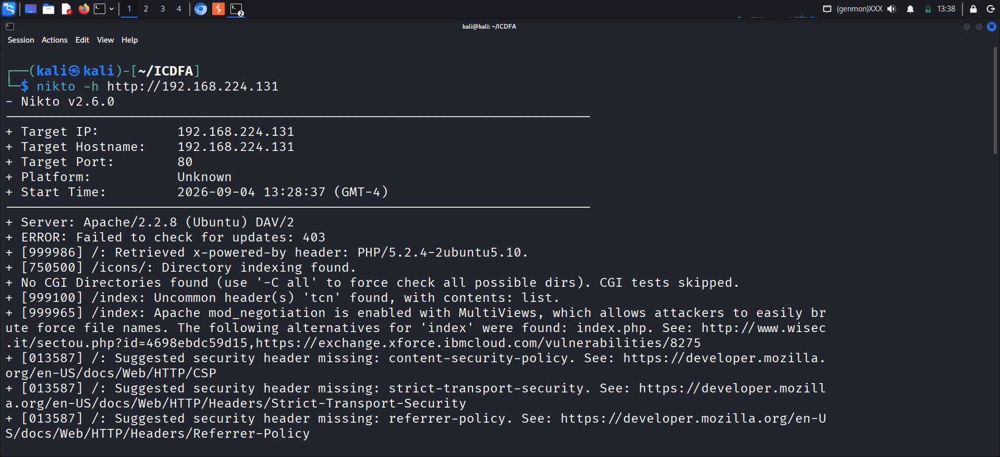 1 2 3 4 2 (genmon)XXX 13:38
kali@kali: ~/ICDFA
Session Actions Edit View Help
┌──(kali㉿kali)-[~/ICDFA]
└─$ nikto -h http://192.168.224.131
- Nikto v2.6.0
+ Target IP: 192.168.224.131
+ Target Hostname: 192.168.224.131
+ Target Port: 80
+ Platform: Unknown
+ Start Time: 2026-09-04 13:28:37 (GMT-4)
+ Server: Apache/2.2.8 (Ubuntu) DAV/2
+ ERROR: Failed to check for updates: 403
+ [999986] /: Retrieved x-powered-by header: PHP/5.2.4-2ubuntu5.10.
+ [750500] /icons/: Directory indexing found.
+ No CGI Directories found (use '-C all' to force check all possible dirs). CGI tests skipped.
+ [999100] /index: Uncommon header(s) 'tcn' found, with contents: list.
+ [999965] /index: Apache mod_negotiation is enabled with MultiViews, which allows attackers to easily br
ute force file names. The following alternatives for 'index' were found: index.php. See: http://www.wisec
.it/sectou.php?id=4698ebdc59d15,https://exchange.xforce.ibmcloud.com/vulnerabilities/8275
+ [013587] /: Suggested security header missing: content-security-policy. See: https://developer.mozilla.
org/en-US/docs/Web/HTTP/CSP
+ [013587] /: Suggested security header missing: strict-transport-security. See: https://developer.mozill
a.org/en-US/docs/Web/HTTP/Headers/Strict-Transport-Security
+ [013587] /: Suggested security header missing: referrer-policy. See: https://developer.mozilla.org/en-U
S/docs/Web/HTTP/Headers/Referrer-Policy